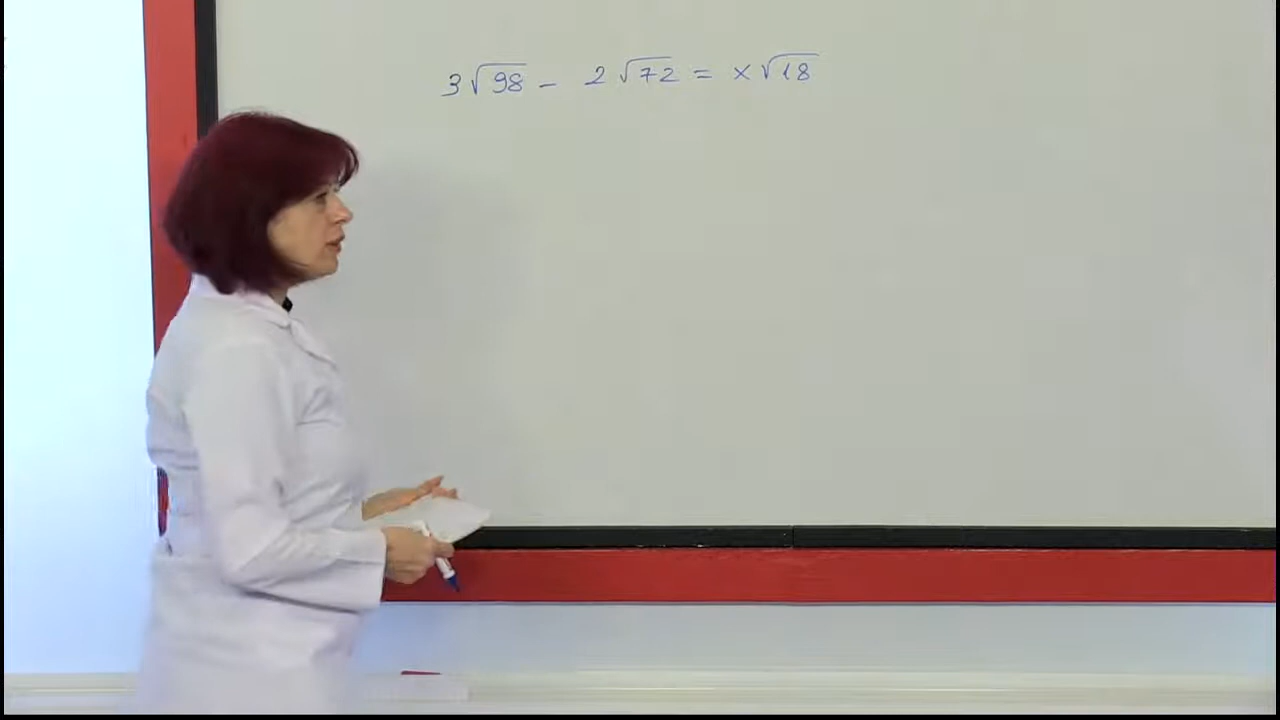 3√98 - 2√72 = x√18